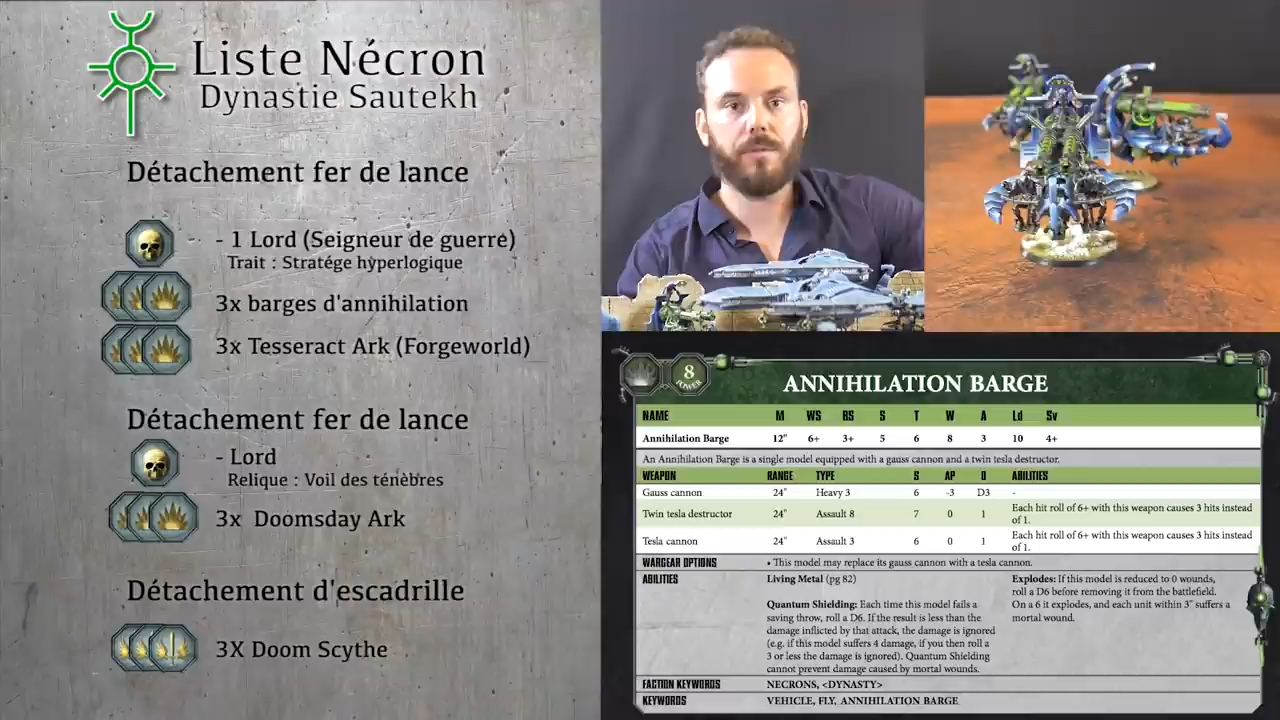 Liste Nécron
Dynastie Sautekh
Détachement fer de lance
- 1 Lord (Seigneur de guerre)
Trait : Stratége hyperlogique
3x barges d'annihilation
3x Tesseract Ark (Forgeworld)
Détachement fer de lance
- Lord
Relique : Voil des ténèbres
3x Doomsday Ark
Détachement d'escadrille
3X Doom Scythe
8
POWER
ANNIHILATION BARGE
NAME M WS BS S T W A Ld Sv
Annihilation Barge 12" 6+ 3+ 5 6 8 3 10 4+
An Annihilation Barge is a single model equipped with a gauss cannon and a twin tesla destructor.
WEAPON RANGE TYPE S AP D ABILITIES
Gauss cannon 24" Heavy 3 6 -3 D3 -
Twin tesla destructor 24" Assault 8 7 0 1 Each hit roll of 6+ with this weapon causes 3 hits instead
of 1.
Tesla cannon 24" Assault 3 6 0 1 Each hit roll of 6+ with this weapon causes 3 hits instead
of 1.
WARGEAR OPTIONS • This model may replace its gauss cannon with a tesla cannon.
ABILITIES
Living Metal (pg 82)
Quantum Shielding: Each time this model fails a
saving throw, roll a D6. If the result is less than the
damage inflicted by that attack, the damage is ignored
(e.g. if this model suffers 4 damage, if you then roll a
3 or less the damage is ignored). Quantum Shielding
cannot prevent damage caused by mortal wounds.
Explodes: If this model is reduced to 0 wounds,
roll a D6 before removing it from the battlefield.
On a 6 it explodes, and each unit within 3" suffers a
mortal wound.
FACTION KEYWORDS NECRONS, <DYNASTY>
KEYWORDS VEHICLE, FLY, ANNIHILATION BARGE